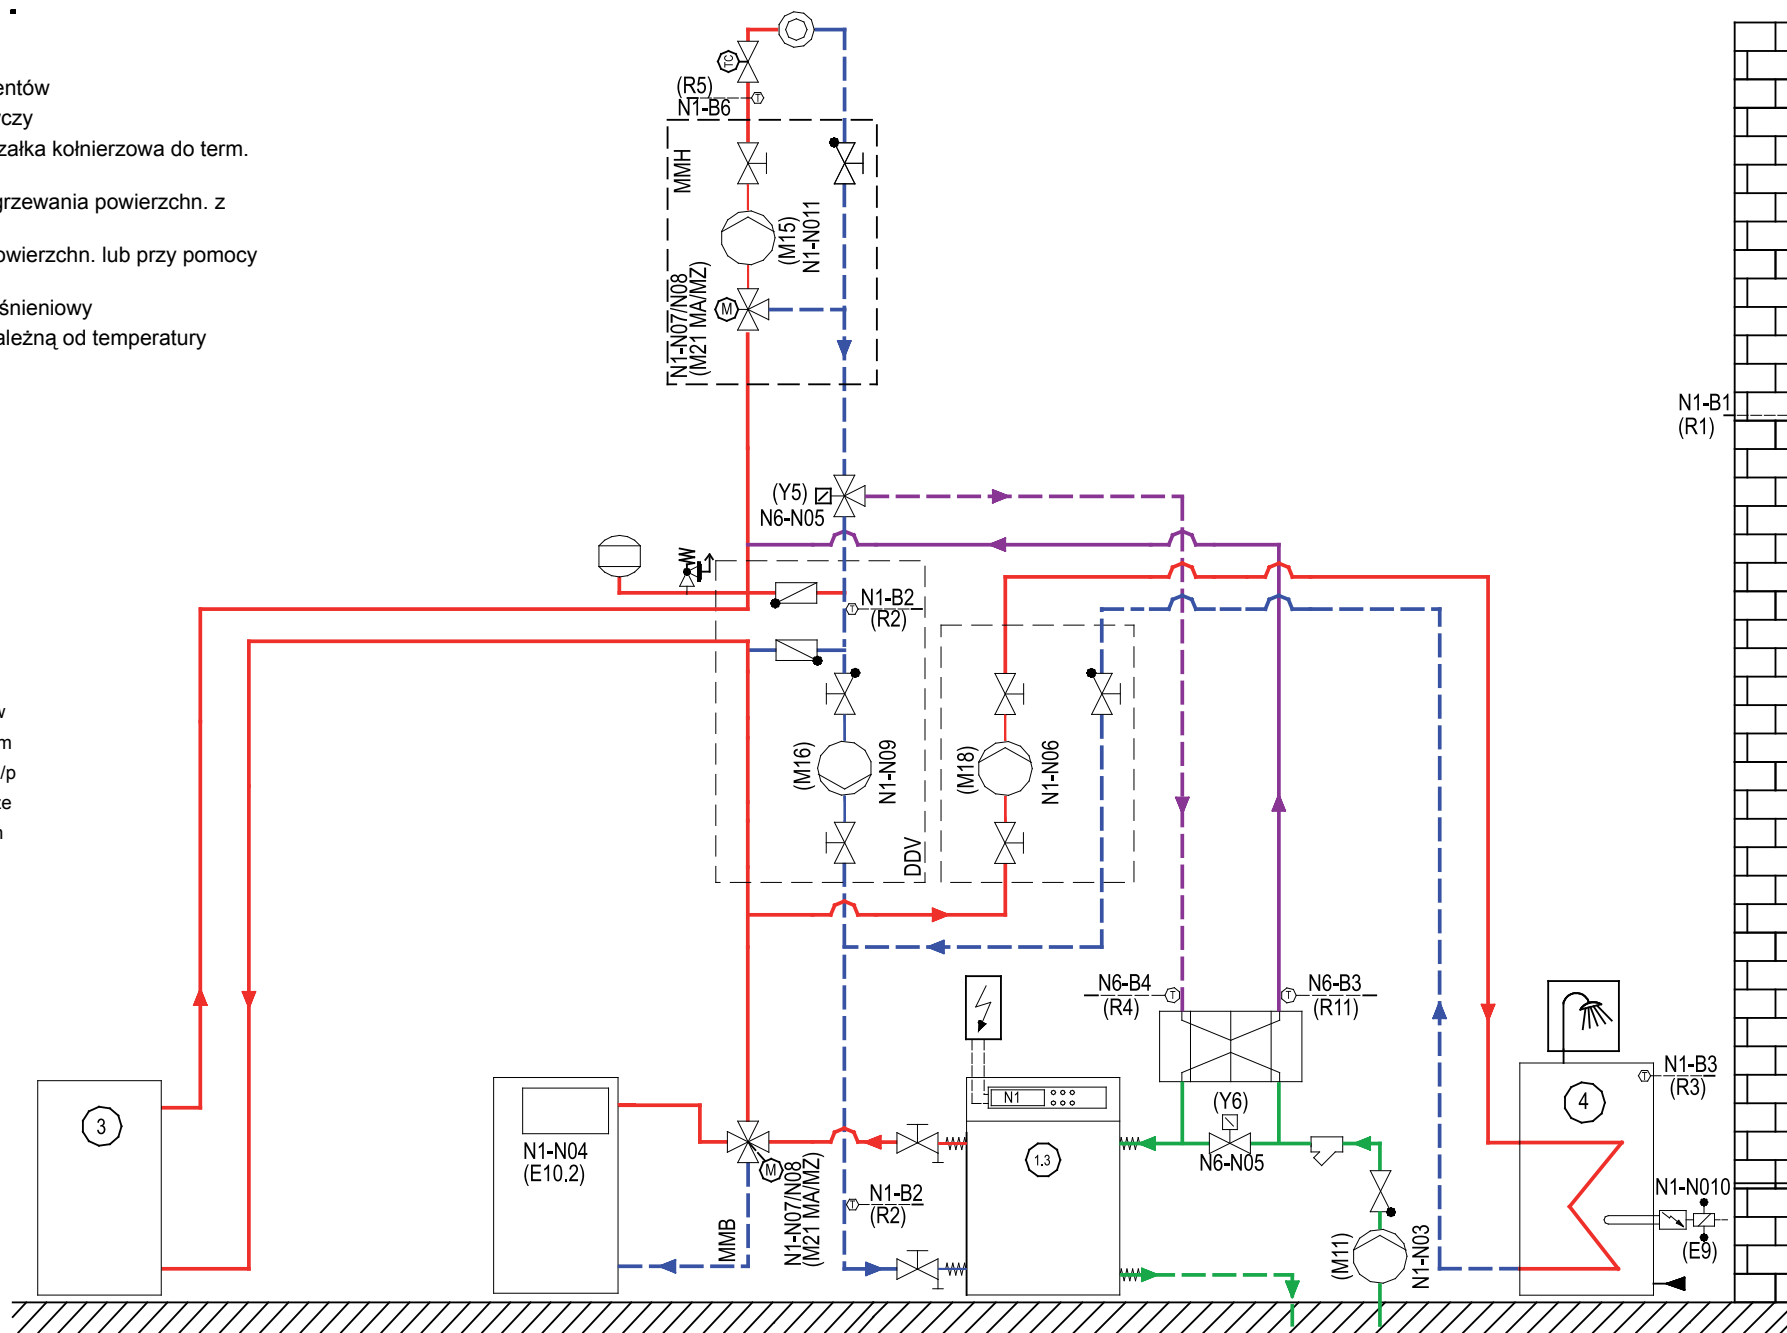 entów
czy
załka kołnierzowa do term.
grzewania powierzchn. z
owierzchn. lub przy pomocy
śnieniowy
ależną od temperatury
w
m
/p
te
n
TC
(R5)
T
N1-B6
MMH
(M15)
N1-N011
M
N1-N07/N08
(M21 MA/MZ)
N1-B1
(R1)
(Y5)
N6-N05
N1-B2
T
(R2)
(M16)
N1-N09
DDV
(M18)
N1-N06
N6-B4
T
(R4)
N6-B3
T
(R11)
3
N1-N04
(E10.2)
M
MMB
N1-N07/N08
(M21 MA/MZ)
N1-B2
T
(R2)
N1
1.3
(Y6)
N6-N05
(M11)
N1-N03
4
N1-B3
T
(R3)
N1-N010
(E9)